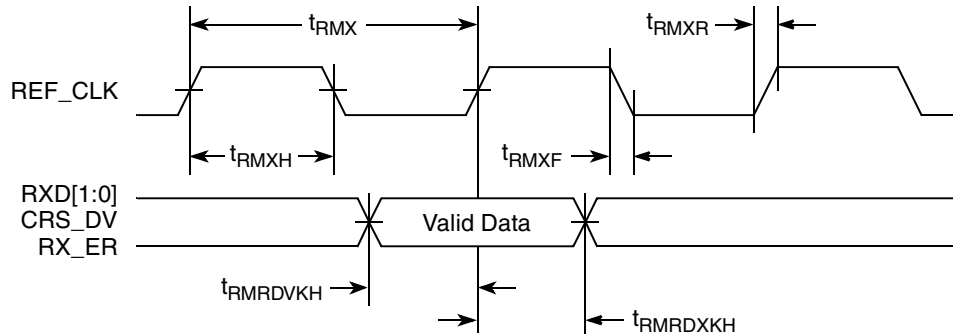 tRMX
tRMXR
REF_CLK
tRMXH
tRMXF
RXD[1:0]
CRS_DV
RX_ER
Valid Data
tRMRDVKH
tRMRDXKH